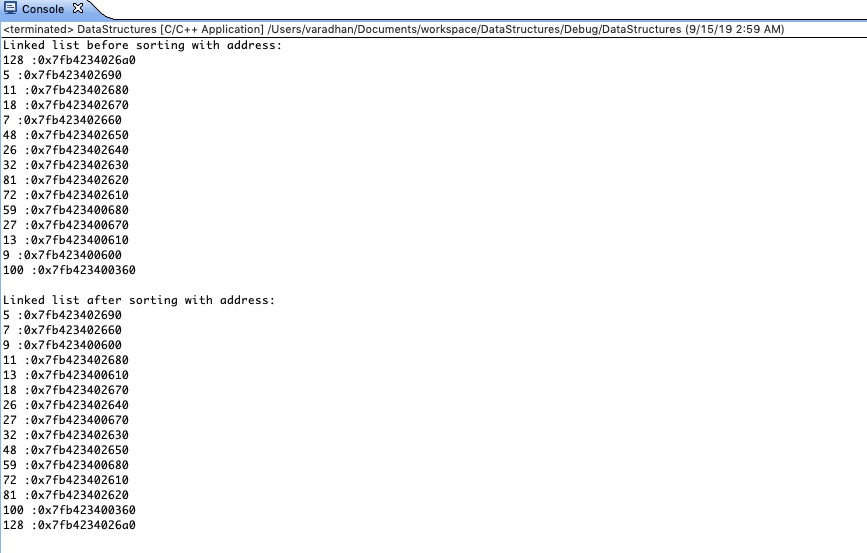 Console
<terminated> DataStructures [C/C++ Application] /Users/varadhan/Documents/workspace/DataStructures/Debug/DataStructures (9/15/19 2:59 AM)
Linked list before sorting with address:
128 :0x7fb4234026a0
5 :0x7fb423402690
11 :0x7fb423402680
18 :0x7fb423402670
7 :0x7fb423402660
48 :0x7fb423402650
26 :0x7fb423402640
32 :0x7fb423402630
81 :0x7fb423402620
72 :0x7fb423402610
59 :0x7fb423400680
27 :0x7fb423400670
13 :0x7fb423400610
9 :0x7fb423400600
100 :0x7fb423400360
Linked list after sorting with address:
5 :0x7fb423402690
7 :0x7fb423402660
9 :0x7fb423400600
11 :0x7fb423402680
13 :0x7fb423400610
18 :0x7fb423402670
26 :0x7fb423402640
27 :0x7fb423400670
32 :0x7fb423402630
48 :0x7fb423402650
59 :0x7fb423400680
72 :0x7fb423402610
81 :0x7fb423402620
100 :0x7fb423400360
128 :0x7fb4234026a0